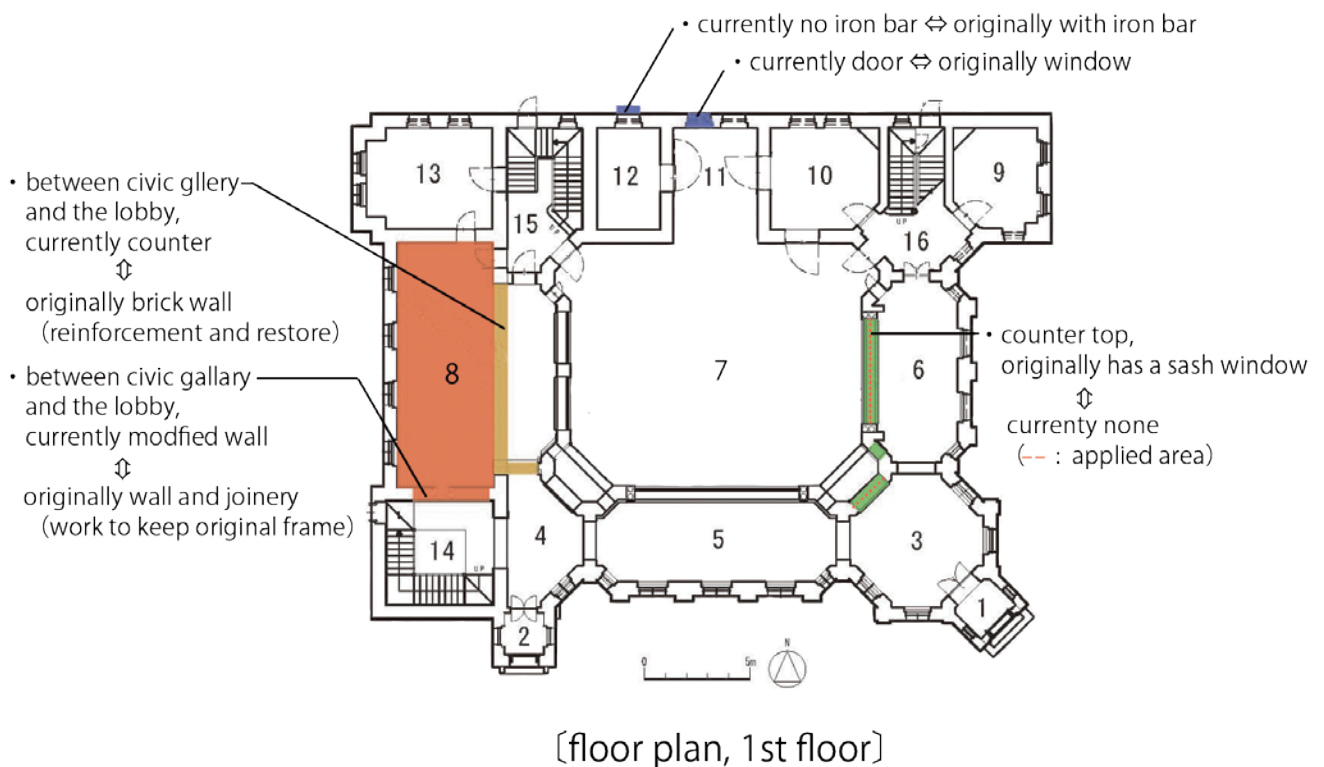 ・currently no iron bar ⇔ originally with iron bar
・currently door ⇔ originally window
・between civic gllery
and the lobby,
currently counter
⇕
originally brick wall
（reinforcement and restore）
・between civic gallary
and the lobby,
currently modfied wall
⇕
originally wall and joinery
（work to keep original frame）
・counter top,
originally has a sash window
⇕
currenty none
（-- : applied area）
13
12
11
10
9
15
UP
16
UP
8
7
6
4
5
3
14
UP
2
1
0
5m
N
〔floor plan, 1st floor〕